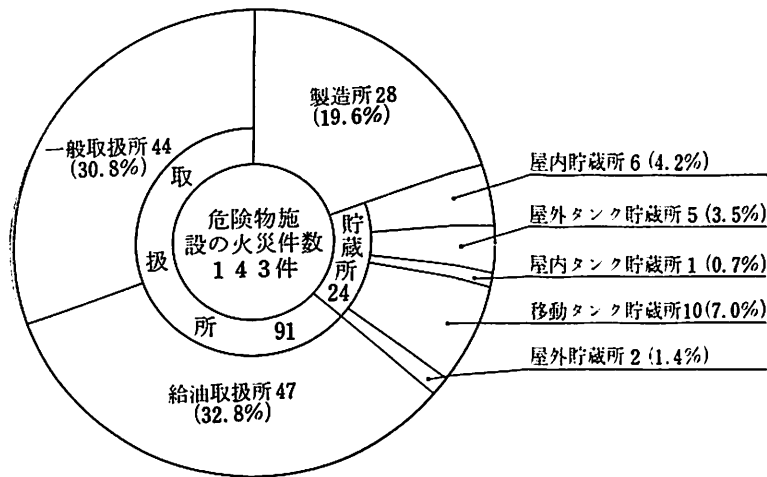 製造所28
(19.6%)
一般取扱所44
(30.8%)
屋内貯蔵所6(4.2%)
屋外タンク貯蔵所5(3.5%)
屋内タンク貯蔵所1(0.7%)
移動タンク貯蔵所10(7.0%)
屋外貯蔵所2(1.4%)
給油取扱所47
(32.8%)
取扱所 91
貯蔵所
24
危険物施
設の火災件数
143件